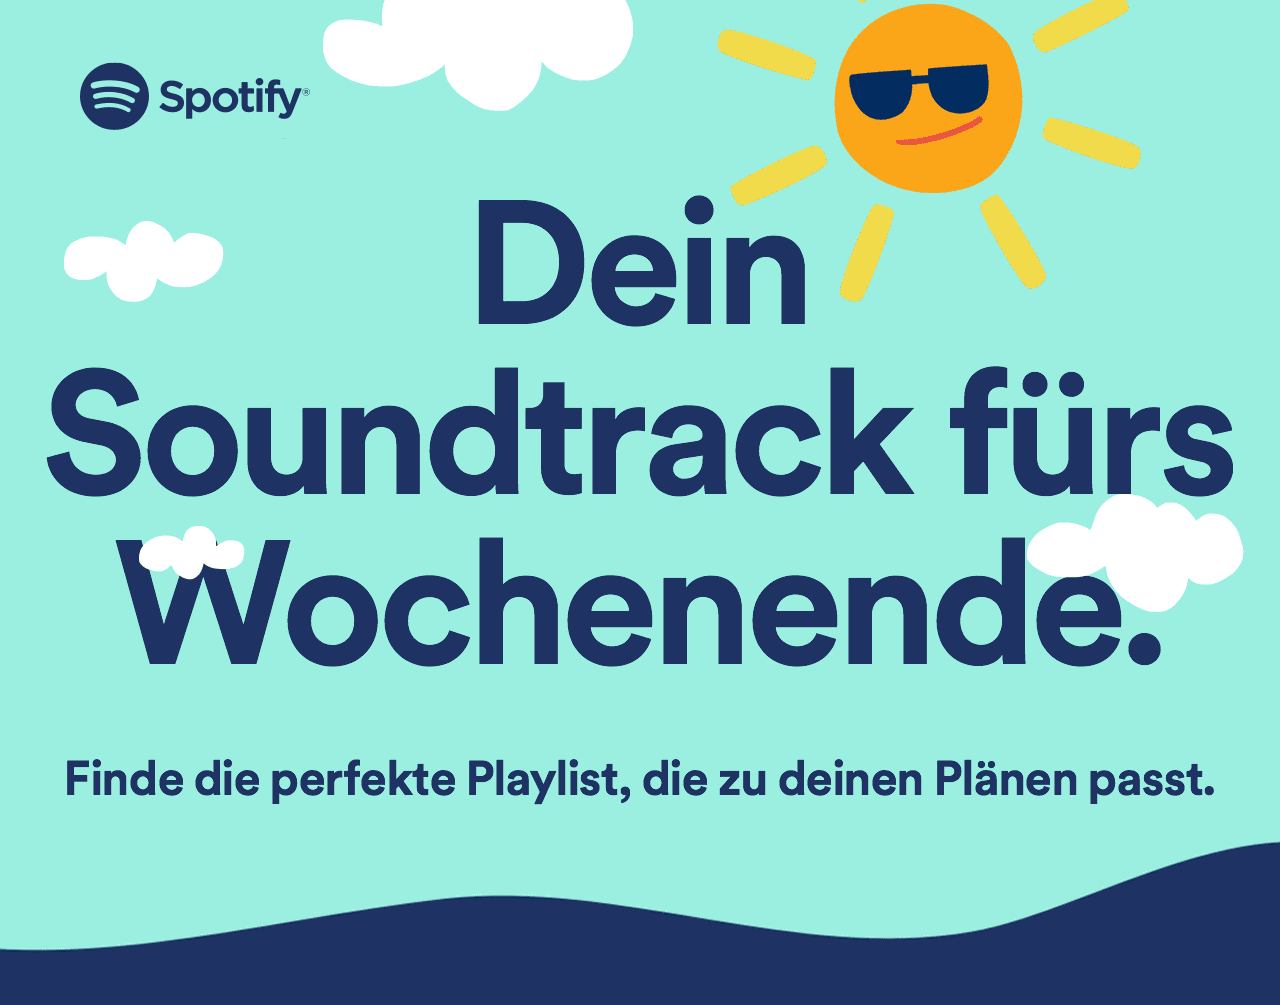 Spotify®
Dein
Soundtrack fürs
Wochenende.
Finde die perfekte Playlist, die zu deinen Plänen passt.